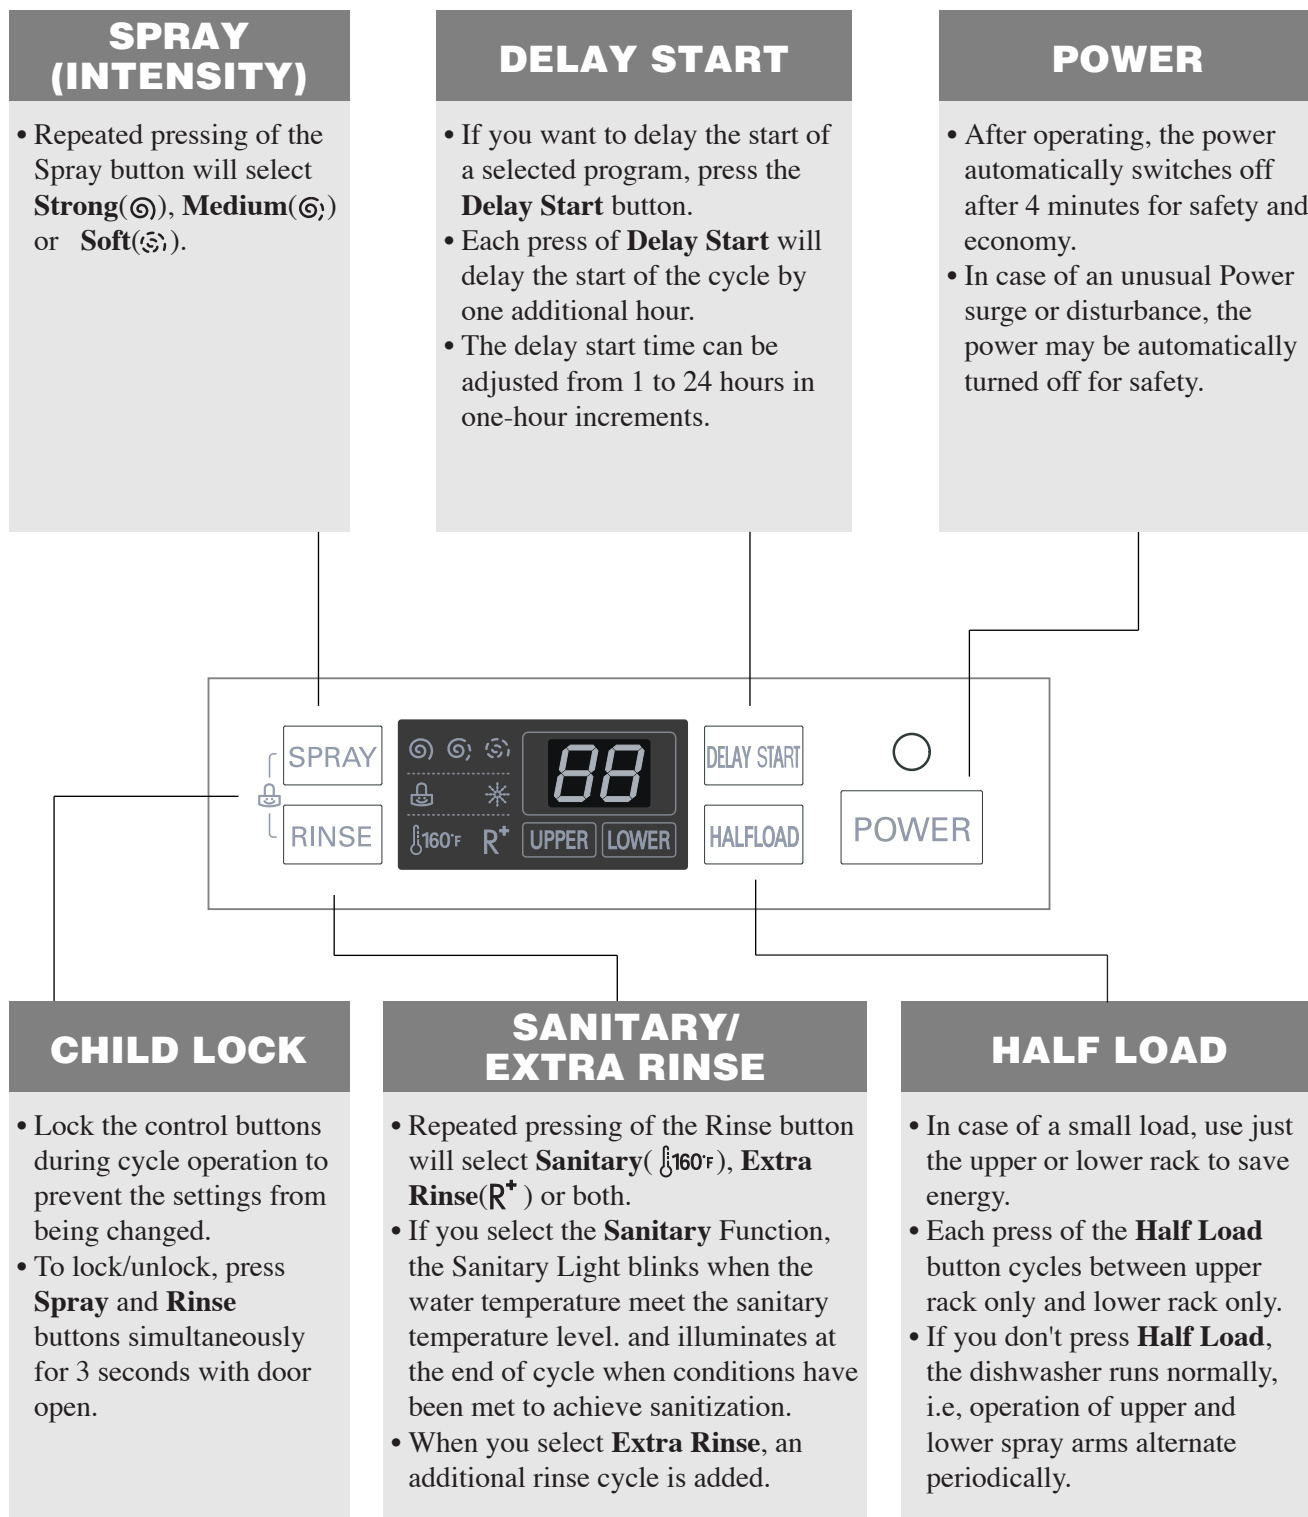 SPRAY
(INTENSITY)
• Repeated pressing of the
Spray button will select
Strong( ), Medium( )
or Soft( ).
DELAY START
• If you want to delay the start of
a selected program, press the
Delay Start button.
• Each press of Delay Start will
delay the start of the cycle by
one additional hour.
• The delay start time can be
adjusted from 1 to 24 hours in
one-hour increments.
POWER
• After operating, the power
automatically switches off
after 4 minutes for safety and
economy.
• In case of an unusual Power
surge or disturbance, the
power may be automatically
turned off for safety.
SPRAY
RINSE
88
160°F
R+
UPPER
LOWER
DELAY START
HALFLOAD
POWER
CHILD LOCK
• Lock the control buttons
during cycle operation to
prevent the settings from
being changed.
• To lock/unlock, press
Spray and Rinse
buttons simultaneously
for 3 seconds with door
open.
SANITARY/
EXTRA RINSE
• Repeated pressing of the Rinse button
will select Sanitary( 160°F), Extra
Rinse(R+ ) or both.
• If you select the Sanitary Function,
the Sanitary Light blinks when the
water temperature meet the sanitary
temperature level. and illuminates at
the end of cycle when conditions have
been met to achieve sanitization.
• When you select Extra Rinse, an
additional rinse cycle is added.
HALF LOAD
• In case of a small load, use just
the upper or lower rack to save
energy.
• Each press of the Half Load
button cycles between upper
rack only and lower rack only.
• If you don't press Half Load,
the dishwasher runs normally,
i.e, operation of upper and
lower spray arms alternate
periodically.